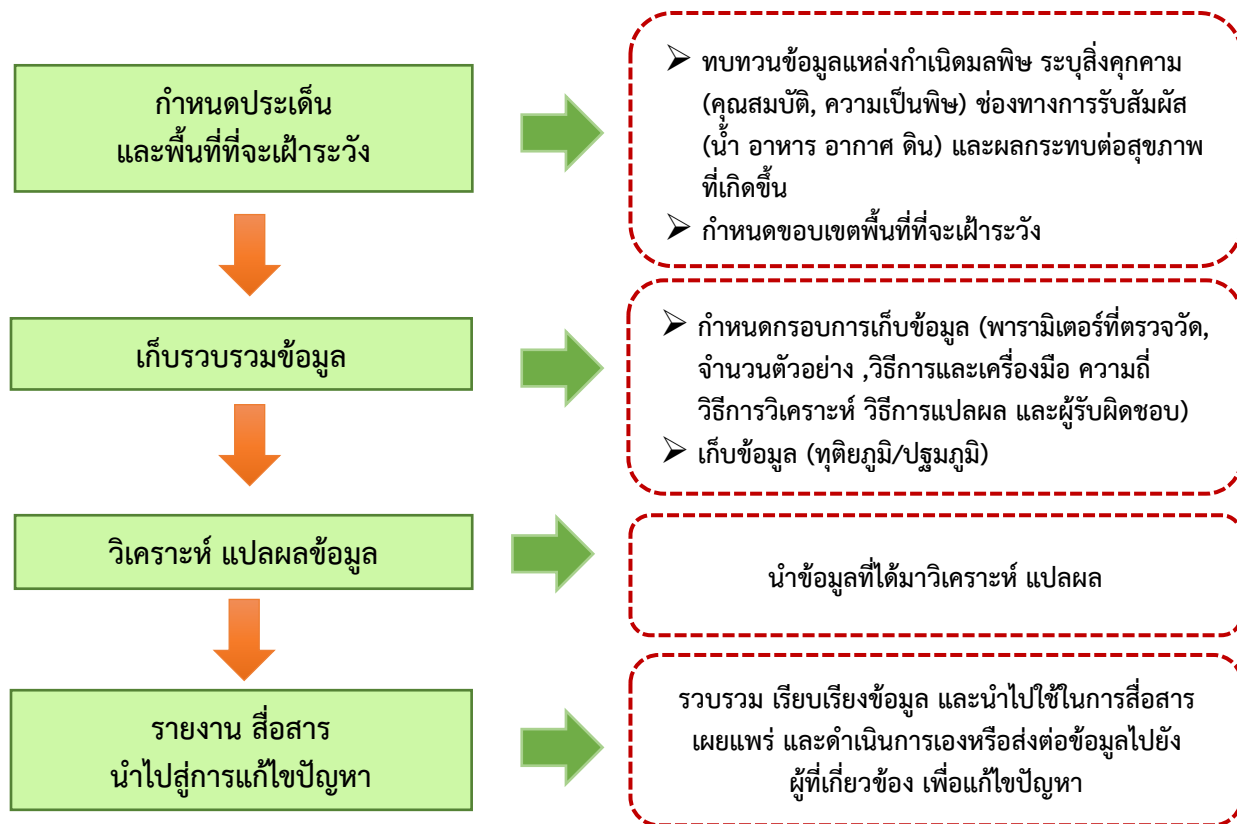 กำหนดประเด็น
และพื้นที่ที่จะเฝ้าระวัง
➢ ทบทวนข้อมูลแหล่งกำเนิดมลพิษ ระบุสิ่งคุกคาม
(คุณสมบัติ, ความเป็นพิษ) ช่องทางการรับสัมผัส
(น้ำ อาหาร อากาศ ดิน) และผลกระทบต่อสุขภาพ
ที่เกิดขึ้น
➢ กำหนดขอบเขตพื้นที่ที่จะเฝ้าระวัง
เก็บรวบรวมข้อมูล
➢ กำหนดกรอบการเก็บข้อมูล (พารามิเตอร์ที่ตรวจวัด,
จำนวนตัวอย่าง ,วิธีการและเครื่องมือ ความถี่
วิธีการวิเคราะห์ วิธีการแปลผล และผู้รับผิดชอบ)
➢ เก็บข้อมูล (ทุติยภูมิ/ปฐมภูมิ)
วิเคราะห์ แปลผลข้อมูล
นำข้อมูลที่ได้มาวิเคราะห์ แปลผล
รายงาน สื่อสาร
นำไปสู่การแก้ไขปัญหา
รวบรวม เรียบเรียงข้อมูล และนำไปใช้ในการสื่อสาร
เผยแพร่ และดำเนินการเองหรือส่งต่อข้อมูลไปยัง
ผู้ที่เกี่ยวข้อง เพื่อแก้ไขปัญหา